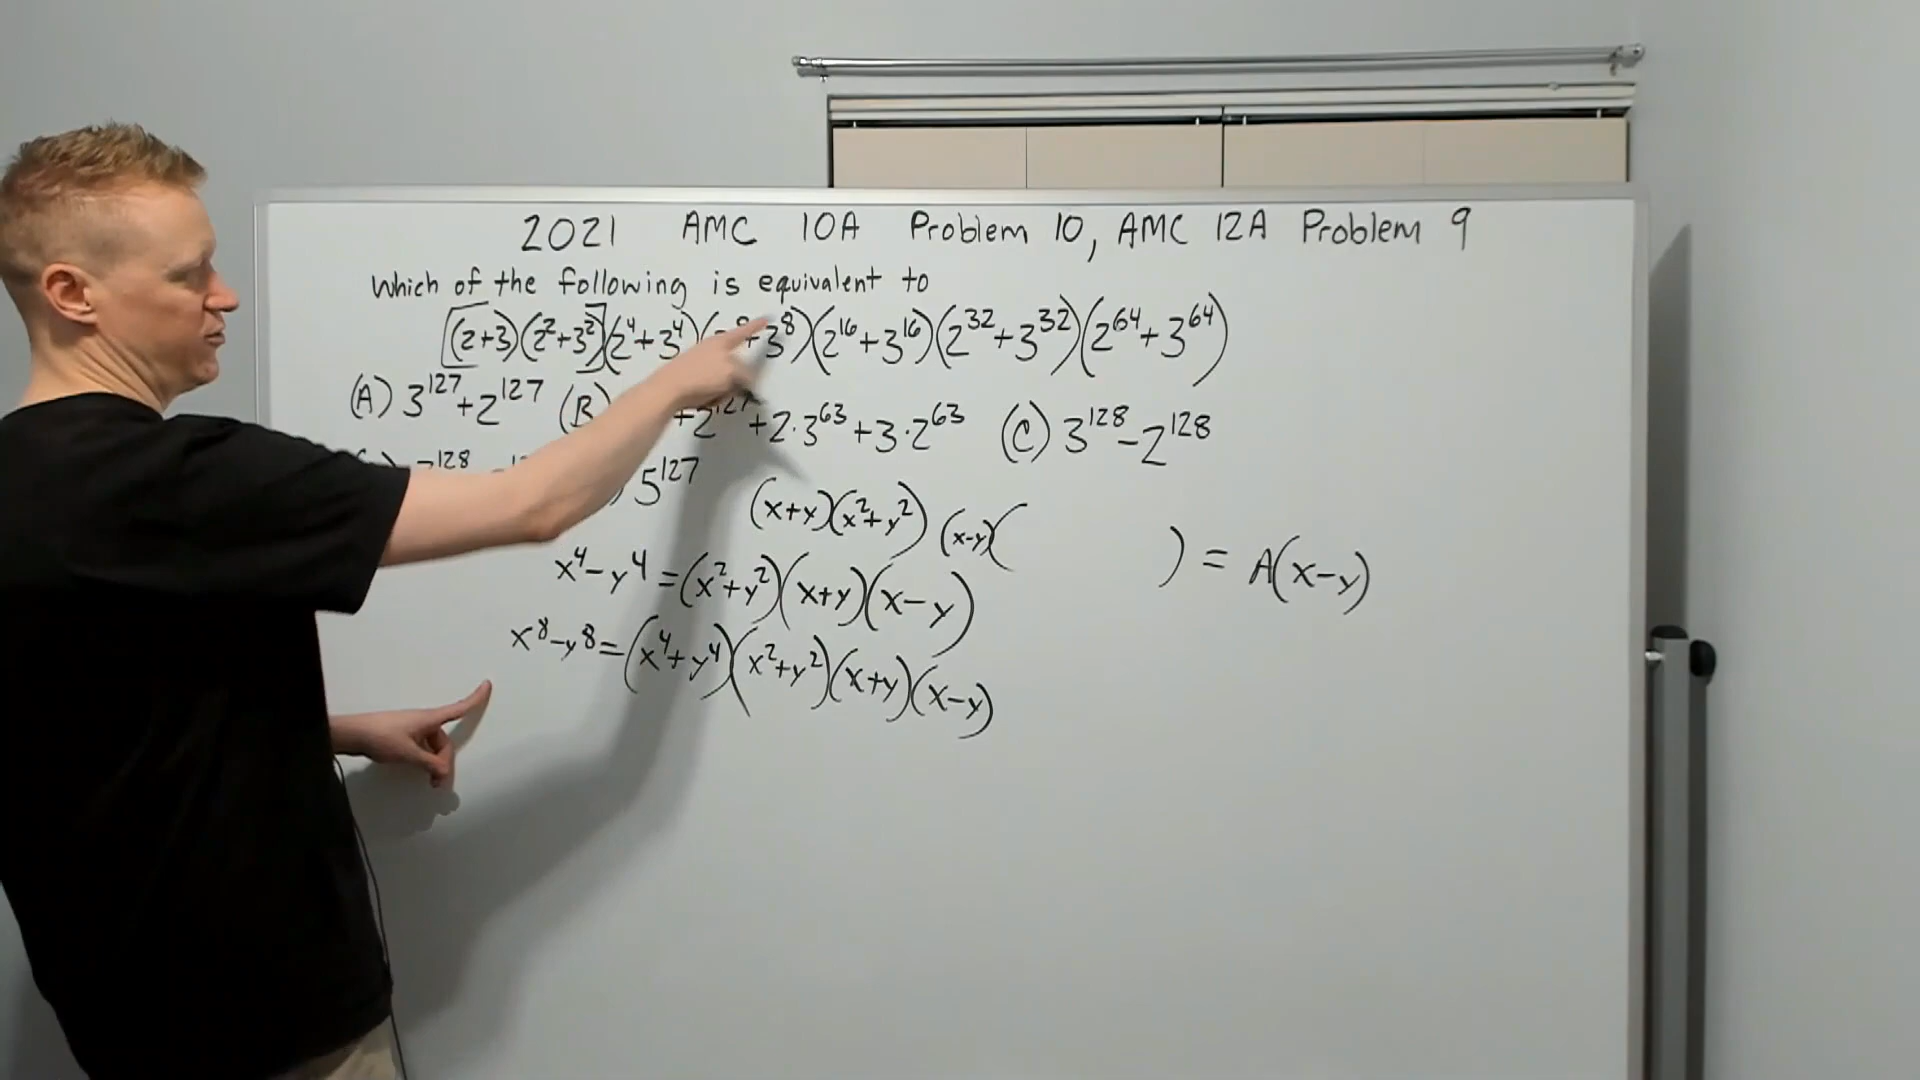 2021 AMC 10A Problem 10, AMC 12A Problem 9
Which of the following is equivalent to
[(2+3)(2²+3²)](2⁴+3⁴)( ⁸+3⁸)(2¹⁶+3¹⁶)(2³²+3³²)(2⁶⁴+3⁶⁴)
(A) 3¹²⁷+2¹²⁷ (B) +2¹²⁷+2·3⁶³+3·2⁶³ (C) 3¹²⁸-2¹²⁸
¹²⁸ ) 5¹²⁷
(x+y)(x²+y²) (x-y)( ) = A(x-y)
x⁴-y⁴=(x²+y²)(x+y)(x-y)
x⁸-y⁸=(x⁴+y⁴)(x²+y²)(x+y)(x-y)